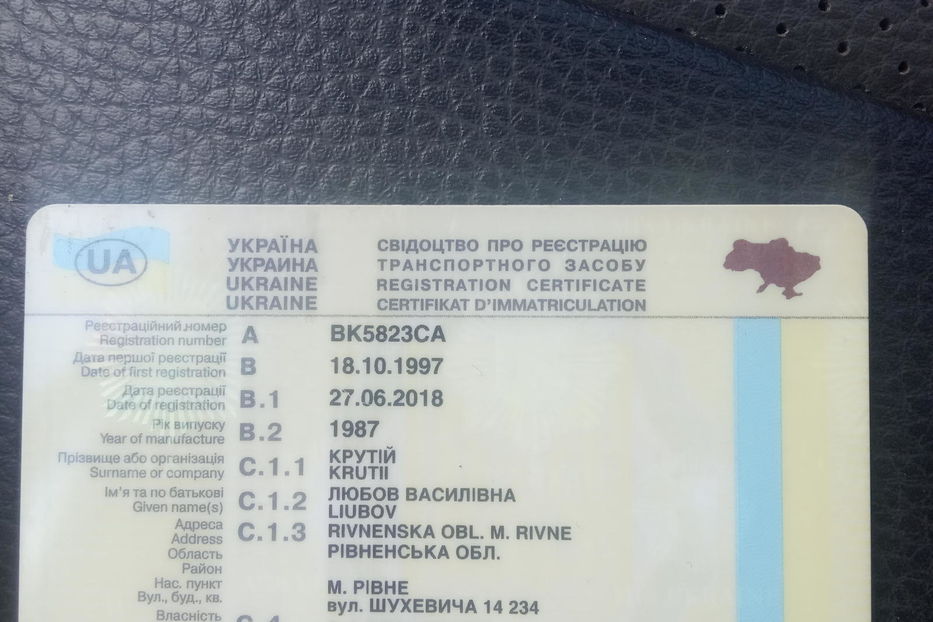 UA
УКРАЇНА СВІДОЦТВО ПРО РЕЄСТРАЦІЮ
УКРАИНА ТРАНСПОРТНОГО ЗАСОБУ
UKRAINE REGISTRATION CERTIFICATE
UKRAINE CERTIFIKAT D'IMMATRICULATION
Реєстраційний номер
Registration number A BK5823CA
Дата першої реєстрації
Date of first registration B 18.10.1997
Дата реєстрації
Date of registration B.1 27.06.2018
Рік випуску
Year of manufacture B.2 1987
Прізвище або організація C.1.1 КРУТІЙ
Surname or company KRUTII
Ім'я та по батькові C.1.2 ЛЮБОВ ВАСИЛІВНА
Given name(s) LIUBOV
Адреса C.1.3 RIVNENSKA OBL. M. RIVNE
Address
Область РІВНЕНСЬКА ОБЛ.
Район
Нас. пункт М. РІВНЕ
Вул., буд., кв. вул. ШУХЕВИЧА 14 234
Власність